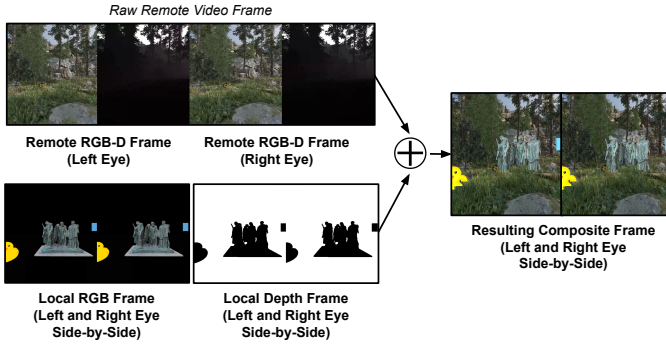 Raw Remote Video Frame
Remote RGB-D Frame
(Left Eye)
Remote RGB-D Frame
(Right Eye)
Local RGB Frame
(Left and Right Eye
Side-by-Side)
Local Depth Frame
(Left and Right Eye
Side-by-Side)
Resulting Composite Frame
(Left and Right Eye
Side-by-Side)